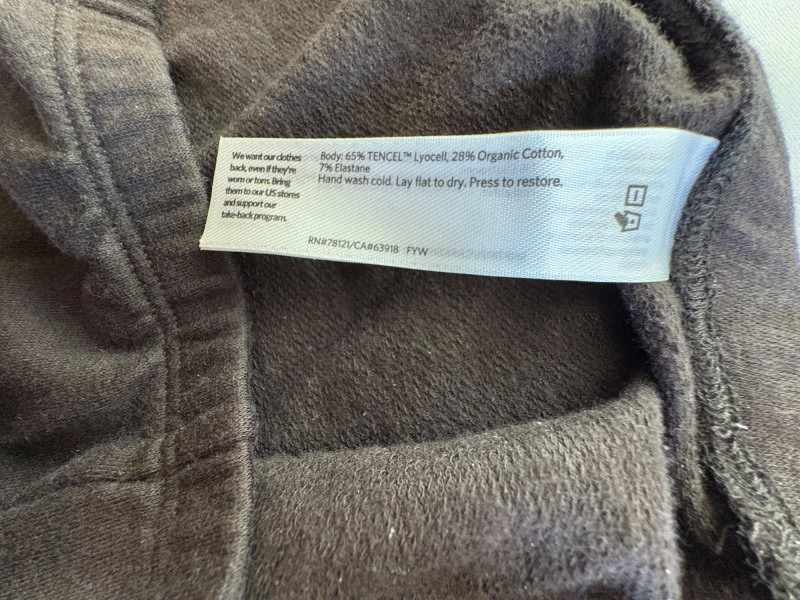 We want our clothes
back, even if they're
worn or torn. Bring
them to our US stores
and support our
take-back program.
Body: 65% TENCEL™ Lyocell, 28% Organic Cotton,
7% Elastane
Hand wash cold. Lay flat to dry. Press to restore.
RN#78121/CA#63918 FYW